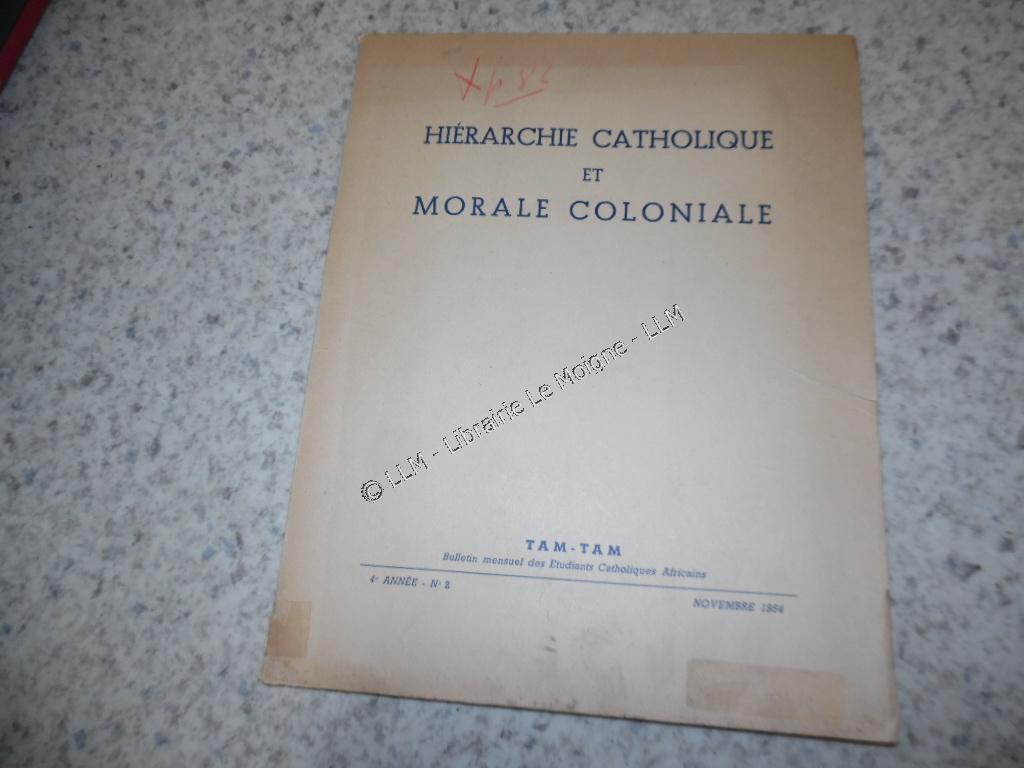 HIÉRARCHIE CATHOLIQUE
ET
MORALE COLONIALE
© LLM - Librairie Le Moigne - LLM
TAM-TAM
Bulletin mensuel des Etudiants Catholiques Africains
4e ANNÉE - N° 2
NOVEMBRE 1954